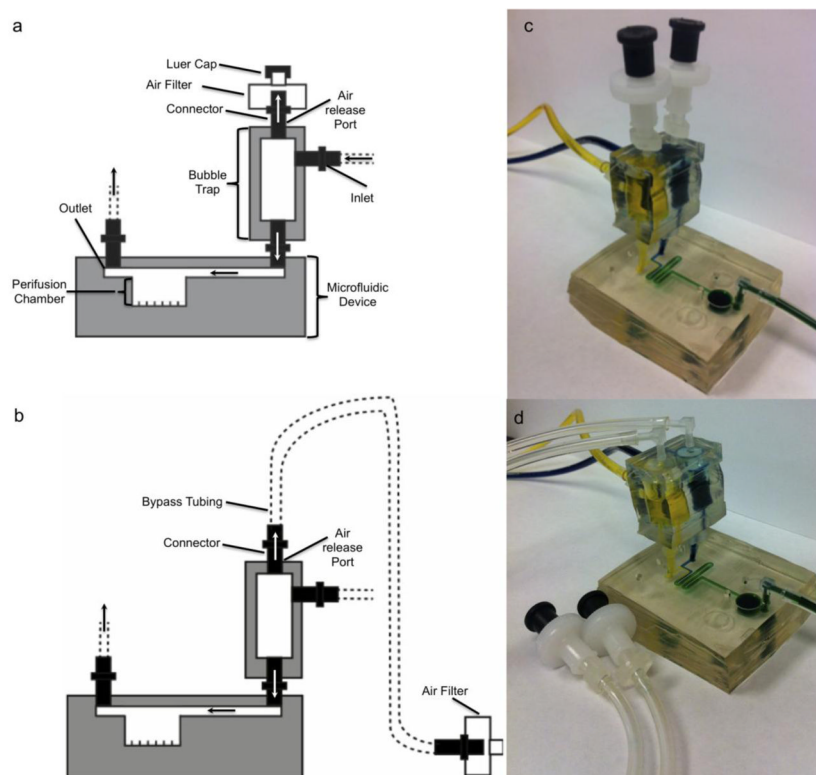 a
Luer Cap
Air Filter
Connector
Air
release
Port
Bubble
Trap
Inlet
Outlet
Perifusion
Chamber
Microfluidic
Device
b
Bypass Tubing
Connector
Air
release
Port
Air Filter
c
d